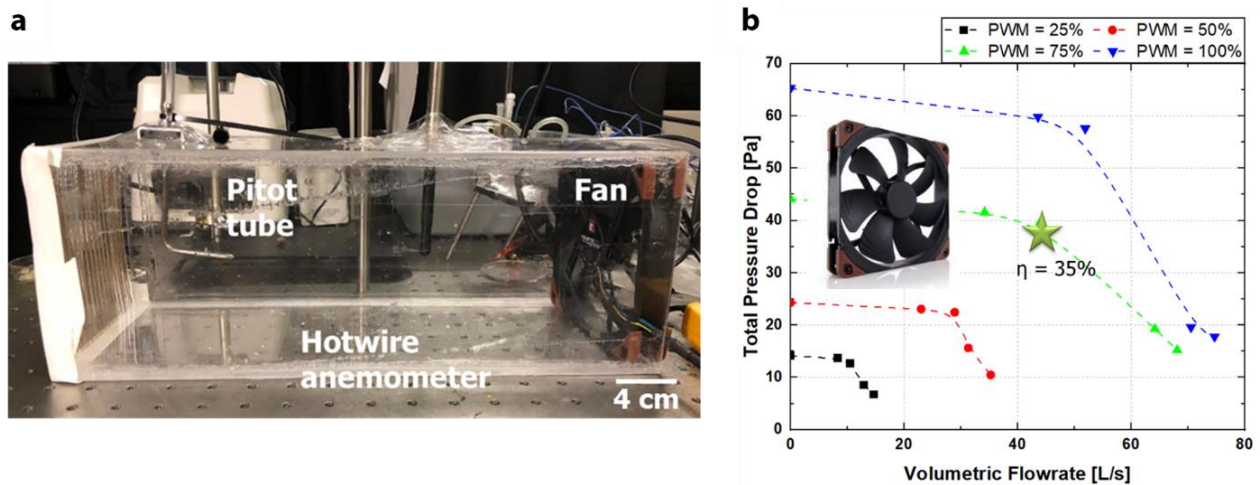 a
Pitot
tube
Fan
Hotwire
anemometer
4 cm
b
PWM = 25% PWM = 50%
PWM = 75% PWM = 100%
70
60
50
40
30
20
10
0
Total Pressure Drop [Pa]
η = 35%
0 20 40 60 80
Volumetric Flowrate [L/s]